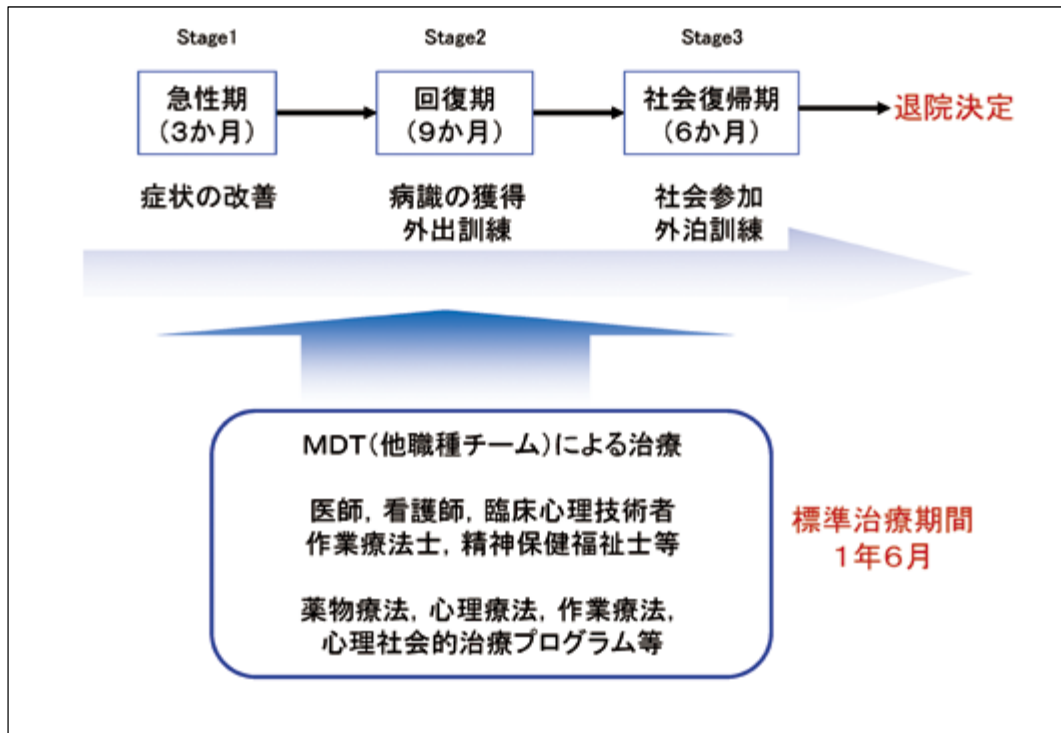 Stage1
急性期
(3か月)
症状の改善
Stage2
回復期
(9か月)
病識の獲得
外出訓練
Stage3
社会復帰期
(6か月)
社会参加
外泊訓練
退院決定
MDT(他職種チーム)による治療
医師, 看護師, 臨床心理技術者
作業療法士, 精神保健福祉士等
薬物療法, 心理療法, 作業療法,
心理社会的治療プログラム等
標準治療期間
1年6月